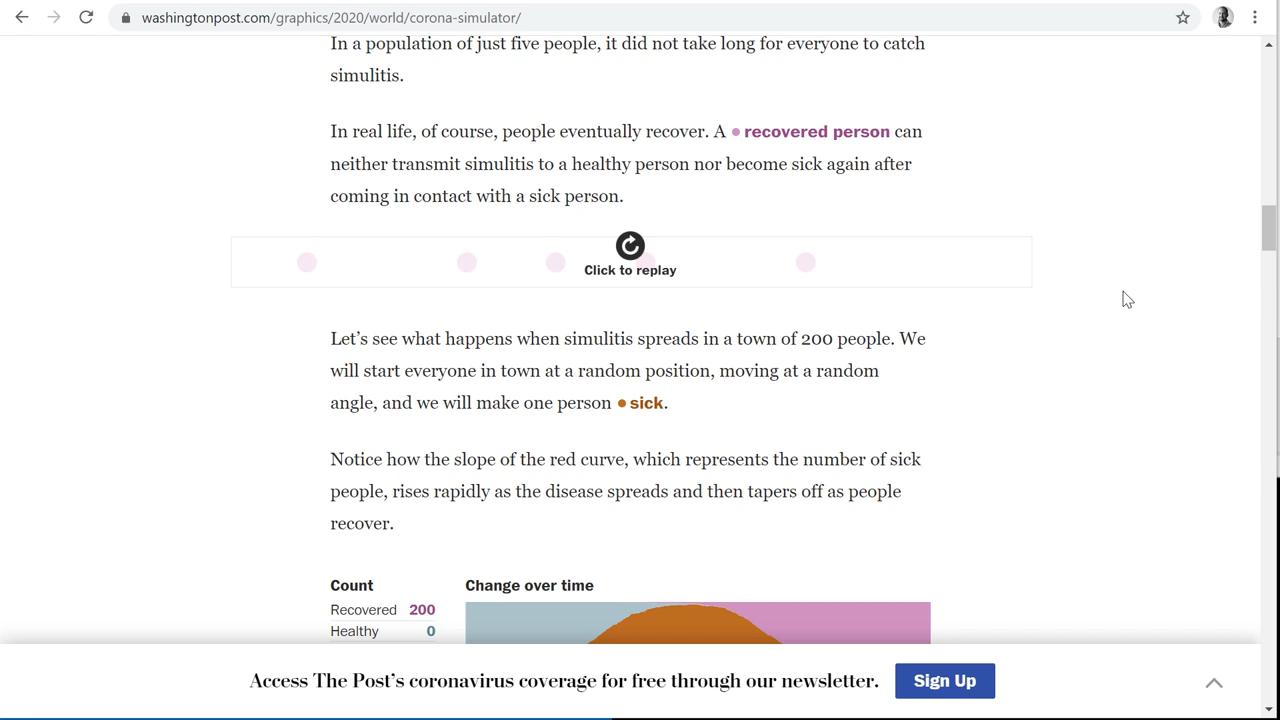 washingtonpost.com/graphics/2020/world/corona-simulator/
In a population of just five people, it did not take long for everyone to catch
simulitis.
In real life, of course, people eventually recover. A recovered person can
neither transmit simulitis to a healthy person nor become sick again after
coming in contact with a sick person.
Click to replay
Let’s see what happens when simulitis spreads in a town of 200 people. We
will start everyone in town at a random position, moving at a random
angle, and we will make one person sick.
Notice how the slope of the red curve, which represents the number of sick
people, rises rapidly as the disease spreads and then tapers off as people
recover.
Count
Change over time
Recovered 200
Healthy 0
Access The Post’s coronavirus coverage for free through our newsletter.
Sign Up